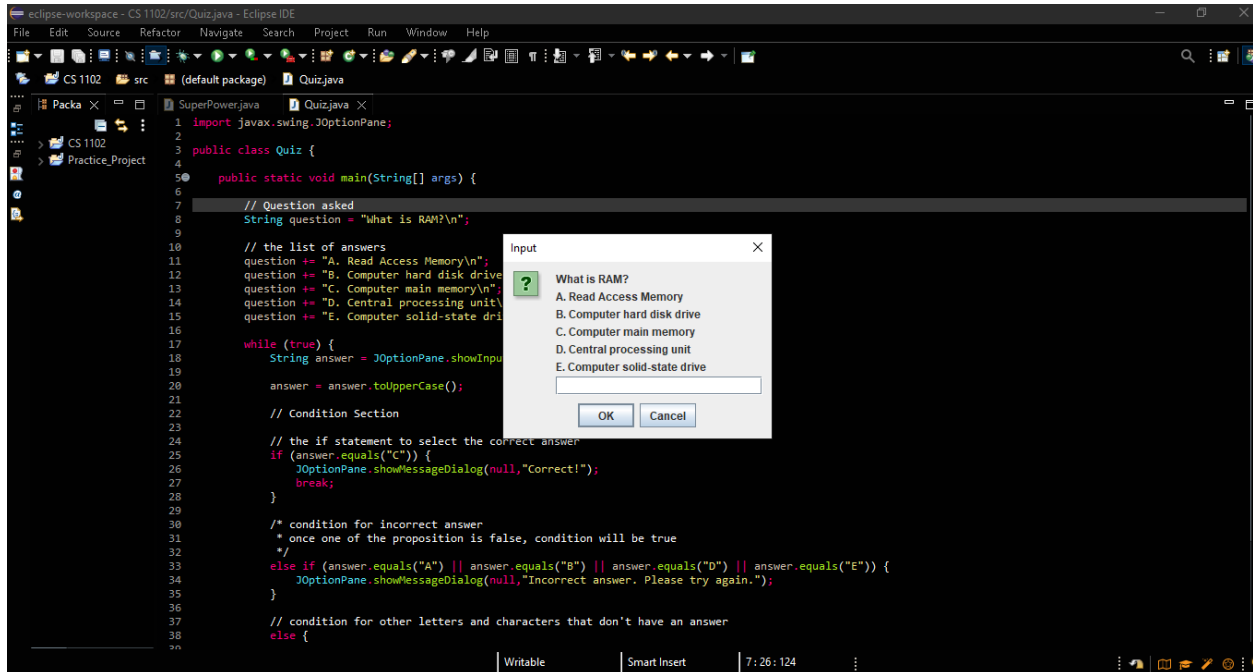 eclipse-workspace - CS 1102/src/Quiz.java - Eclipse IDE
File Edit Source Refactor Navigate Search Project Run Window Help
CS 1102 src (default package) Quiz.java
Packa
SuperPower.java Quiz.java
CS 1102
Practice_Project
1 import javax.swing.JOptionPane;
2
3 public class Quiz {
4
5 public static void main(String[] args) {
6
7 // Question asked
8 String question = "What is RAM?\n";
9
10 // the list of answers
11 question += "A. Read Access Memory\n";
12 question += "B. Computer hard disk drive
13 question += "C. Computer main memory\n";
14 question += "D. Central processing unit\
15 question += "E. Computer solid-state dri
16
17 while (true) {
18 String answer = JOptionPane.showInpu
19
20 answer = answer.toUpperCase();
21
22 // Condition Section
23
24 // the if statement to select the correct answer
25 if (answer.equals("C")) {
26 JOptionPane.showMessageDialog(null,"Correct!");
27 break;
28 }
29
30 /* condition for incorrect answer
31 * once one of the proposition is false, condition will be true
32 */
33 else if (answer.equals("A") || answer.equals("B") || answer.equals("D") || answer.equals("E")) {
34 JOptionPane.showMessageDialog(null,"Incorrect answer. Please try again.");
35 }
36
37 // condition for other letters and characters that don't have an answer
38 else {
39
Input
What is RAM?
A. Read Access Memory
B. Computer hard disk drive
C. Computer main memory
D. Central processing unit
E. Computer solid-state drive
OK Cancel
Writable Smart Insert 7 : 26 : 124